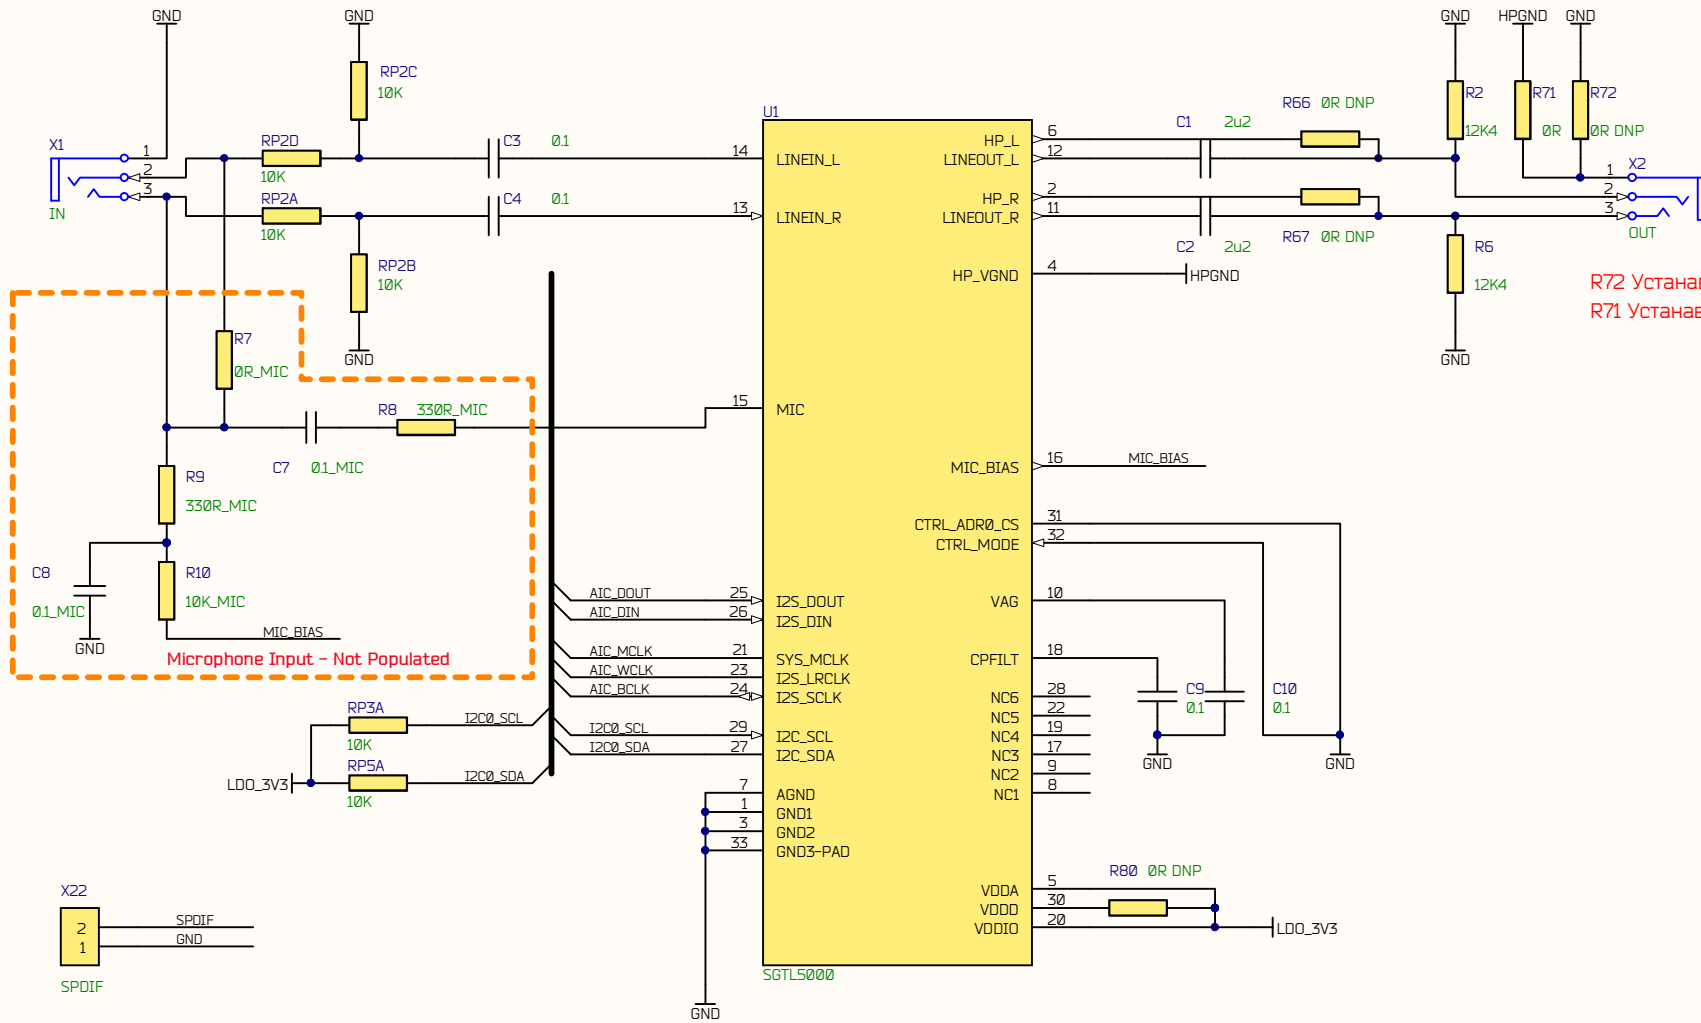 GND
GND
GND
HPGND
GND
RP2C
10K
R2
12K4
R71
0R
R72
0R DNP
R66 0R DNP
U1
C1 2u2
X1
1
2
3
IN
RP2D
10K
C3 0.1
14
LINEIN_L
HP_L
6
LINEOUT_L
12
X2
1
2
3
OUT
RP2A
10K
C4 0.1
13
LINEIN_R
HP_R
2
LINEOUT_R
11
R67 0R DNP
C2 2u2
R6
12K4
RP2B
10K
GND
HP_VGND
4
HPGND
R72
R71
GND
R7
0R_MIC
R8 330R_MIC
15
MIC
C7 0.1_MIC
R9
330R_MIC
MIC_BIAS
16
MIC_BIAS
CTRL_ADR0_CS
31
CTRL_MODE
32
C8
0.1_MIC
GND
R10
10K_MIC
MIC_BIAS
Microphone Input - Not Populated
AIC_DOUT
25
I2S_DOUT
AIC_DIN
26
I2S_DIN
VAG
10
AIC_MCLK
21
SYS_MCLK
CPFILT
18
AIC_WCLK
23
I2S_LRCLK
AIC_BCLK
24
I2S_SCLK
NC6
28
NC5
22
NC4
19
NC3
17
NC2
9
NC1
8
C9
0.1
C10
0.1
GND
GND
RP3A
10K
I2C0_SCL
I2C0_SCL
29
I2C_SCL
I2C0_SDA
27
I2C_SDA
LDO_3V3
RP5A
10K
I2C0_SDA
7
AGND
1
GND1
3
GND2
33
GND3-PAD
R80 0R DNP
VDDA
5
VDDD
30
VDDIO
20
LDO_3V3
X22
2
1
SPDIF
GND
SPDIF
SGTL5000
GND